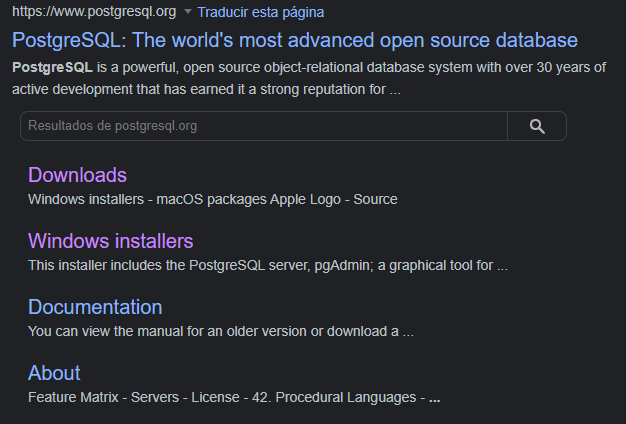 https://www.postgresql.org Traducir esta página
PostgreSQL: The world's most advanced open source database
PostgreSQL is a powerful, open source object-relational database system with over 30 years of
active development that has earned it a strong reputation for ...
Resultados de postgresql.org
Downloads
Windows installers - macOS packages Apple Logo - Source
Windows installers
This installer includes the PostgreSQL server, pgAdmin; a graphical tool for ...
Documentation
You can view the manual for an older version or download a ...
About
Feature Matrix - Servers - License - 42. Procedural Languages - ...